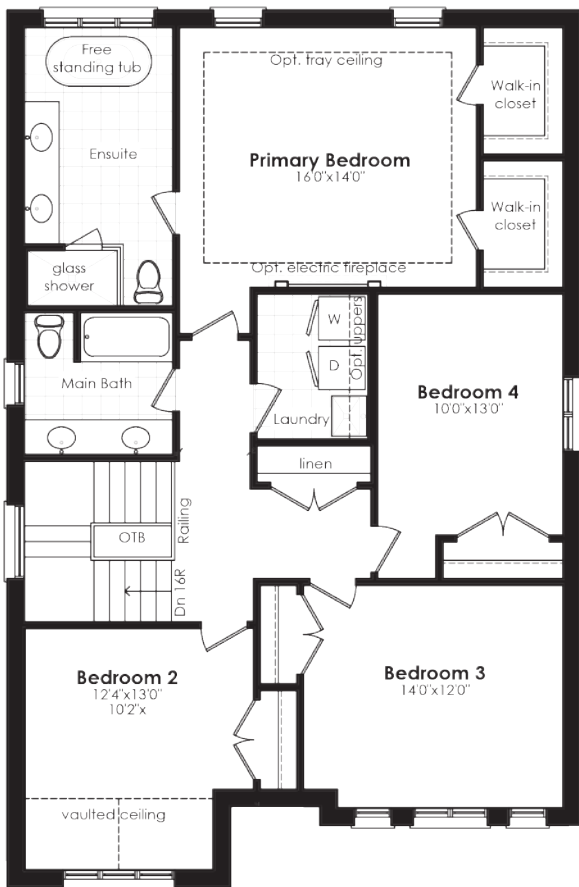 Free
standing tub
Opt. tray ceiling
Walk-in
closet
Ensuite
Primary Bedroom
16'0"x14'0"
Walk-in
closet
glass
shower
Opt. electric fireplace
W
D
Opt. uppers
Laundry
Main Bath
Bedroom 4
10'0"x13'0"
linen
OTB
Railing
Dn 16R
Bedroom 2
12'4"x13'0"
10'2"x
Bedroom 3
14'0"x12'0"
vaulted ceiling